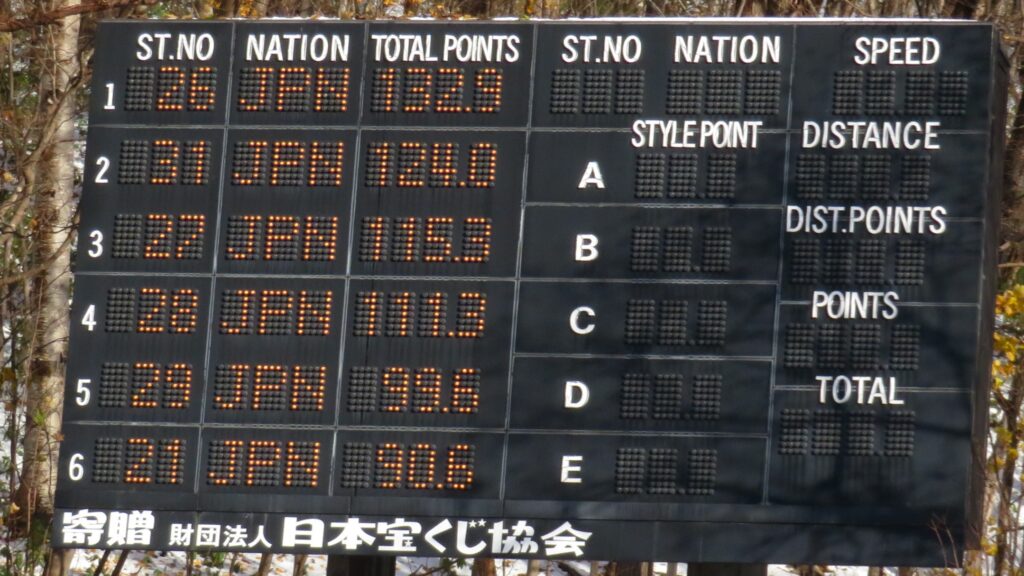 ST.NO NATION TOTAL POINTS
1 26 JPN 132.9
2 31 JPN 124.0
3 27 JPN 115.3
4 28 JPN 111.3
5 29 JPN 99.6
6 21 JPN 90.6
ST.NO NATION SPEED
STYLE POINT DISTANCE
A
DIST.POINTS
B
POINTS
C
TOTAL
D
E
寄贈 財団法人 日本宝くじ協会